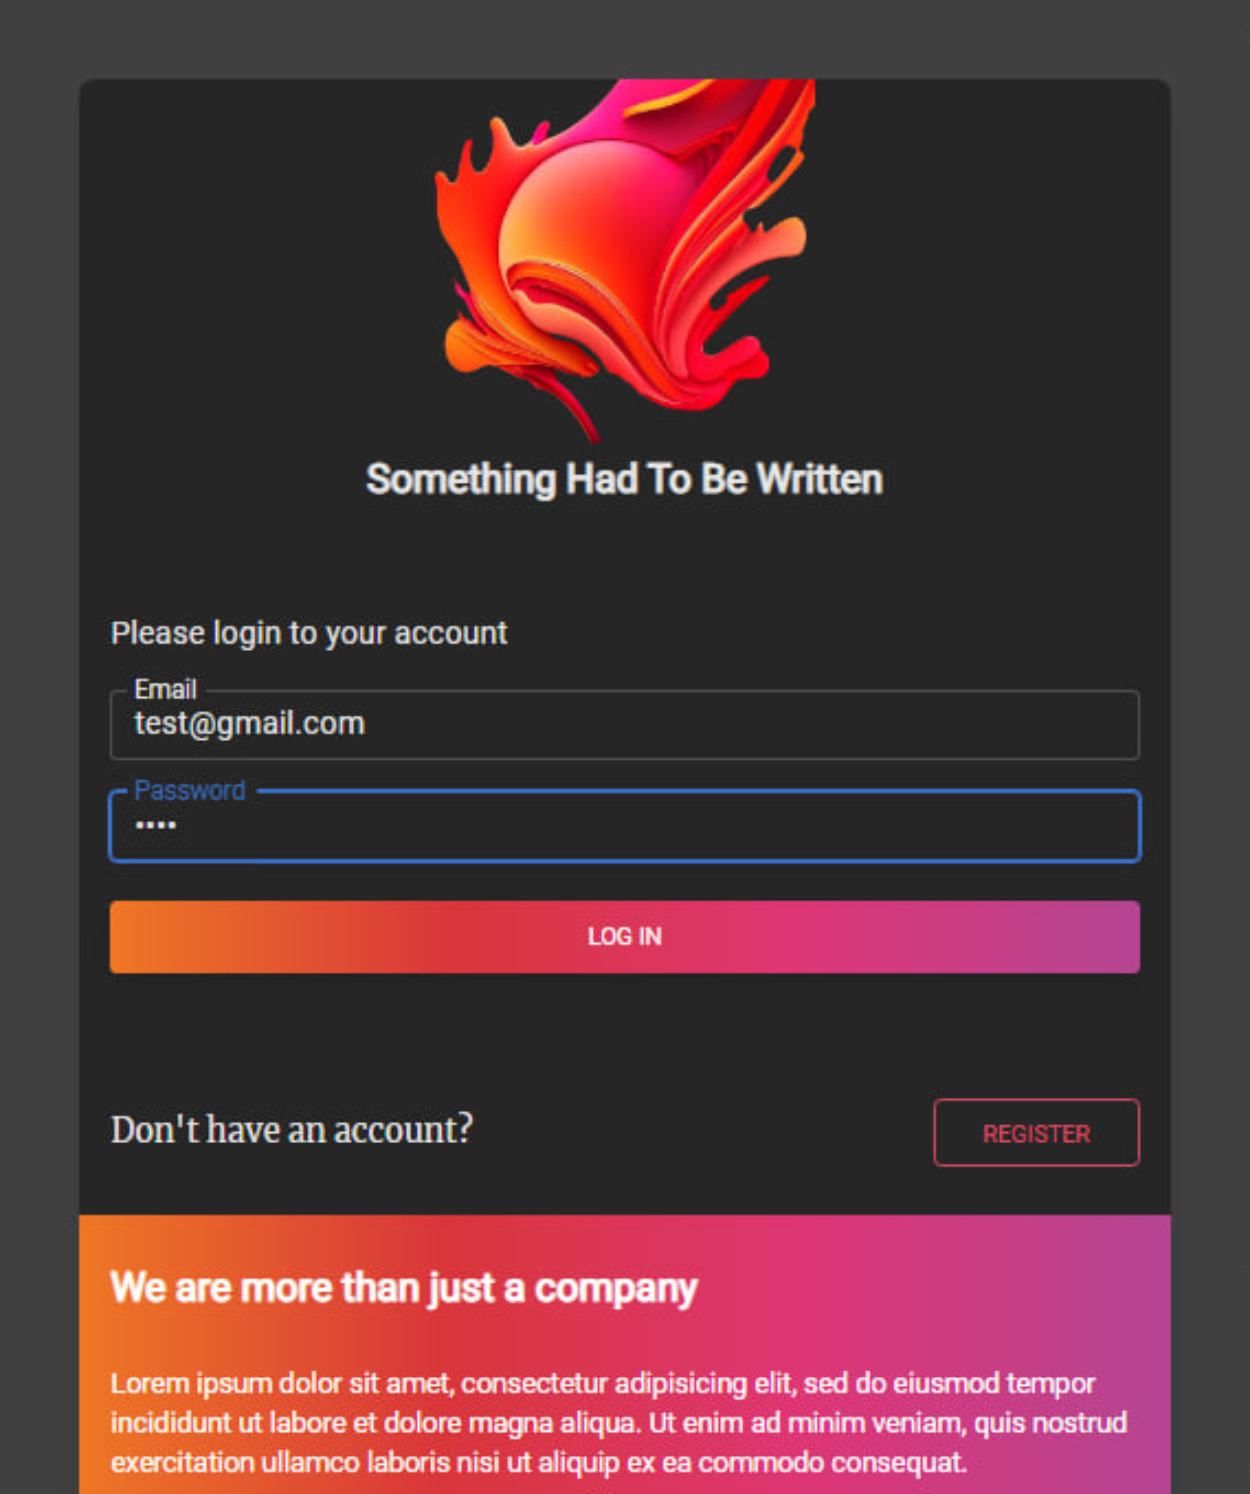 Something Had To Be Written
Please login to your account
Email
test@gmail.com
Password
••••
LOG IN
Don't have an account?
REGISTER
We are more than just a company
Lorem ipsum dolor sit amet, consectetur adipisicing elit, sed do eiusmod tempor
incididunt ut labore et dolore magna aliqua. Ut enim ad minim veniam, quis nostrud
exercitation ullamco laboris nisi ut aliquip ex ea commodo consequat.